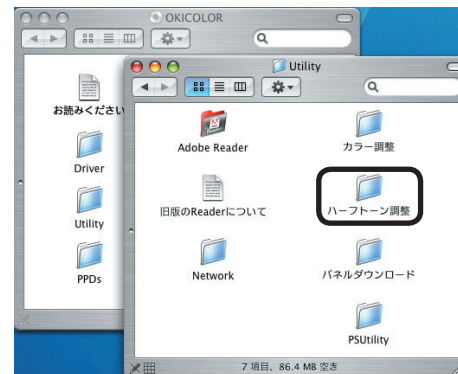 OKICOLOR
お読みください
Driver
Utility
PPDs
Utility
Adobe Reader
カラー調整
旧版のReaderについて
ハーフトーン調整
Network
パネルダウンロード
PSUtility
7 項目、86.4 MB 空き